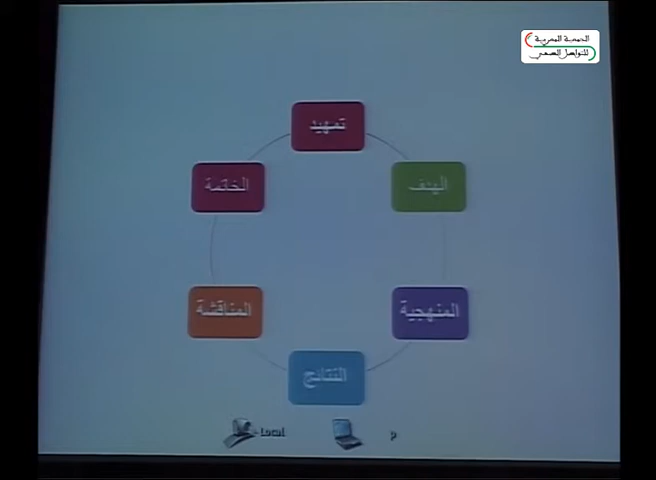 الجمعية المغربية
للتواصل الصحي
تمهيد
الهدف
المنهجية
النتائج
المناقشة
الخاتمة
Local
P